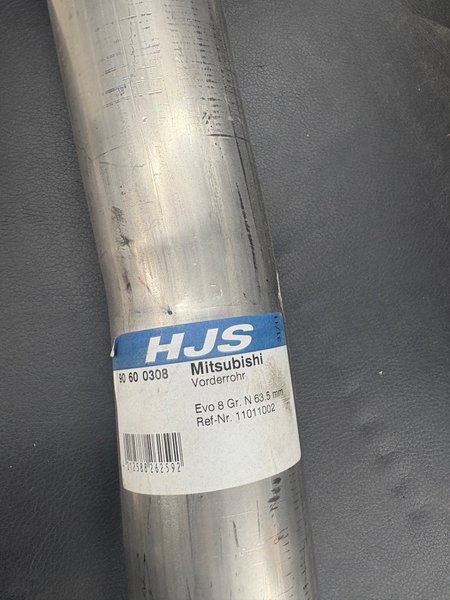 HJS
90 60 0308 Mitsubishi
Vorderrohr
Evo 8 Gr. N 63.5 mm
Ref-Nr. 11011002